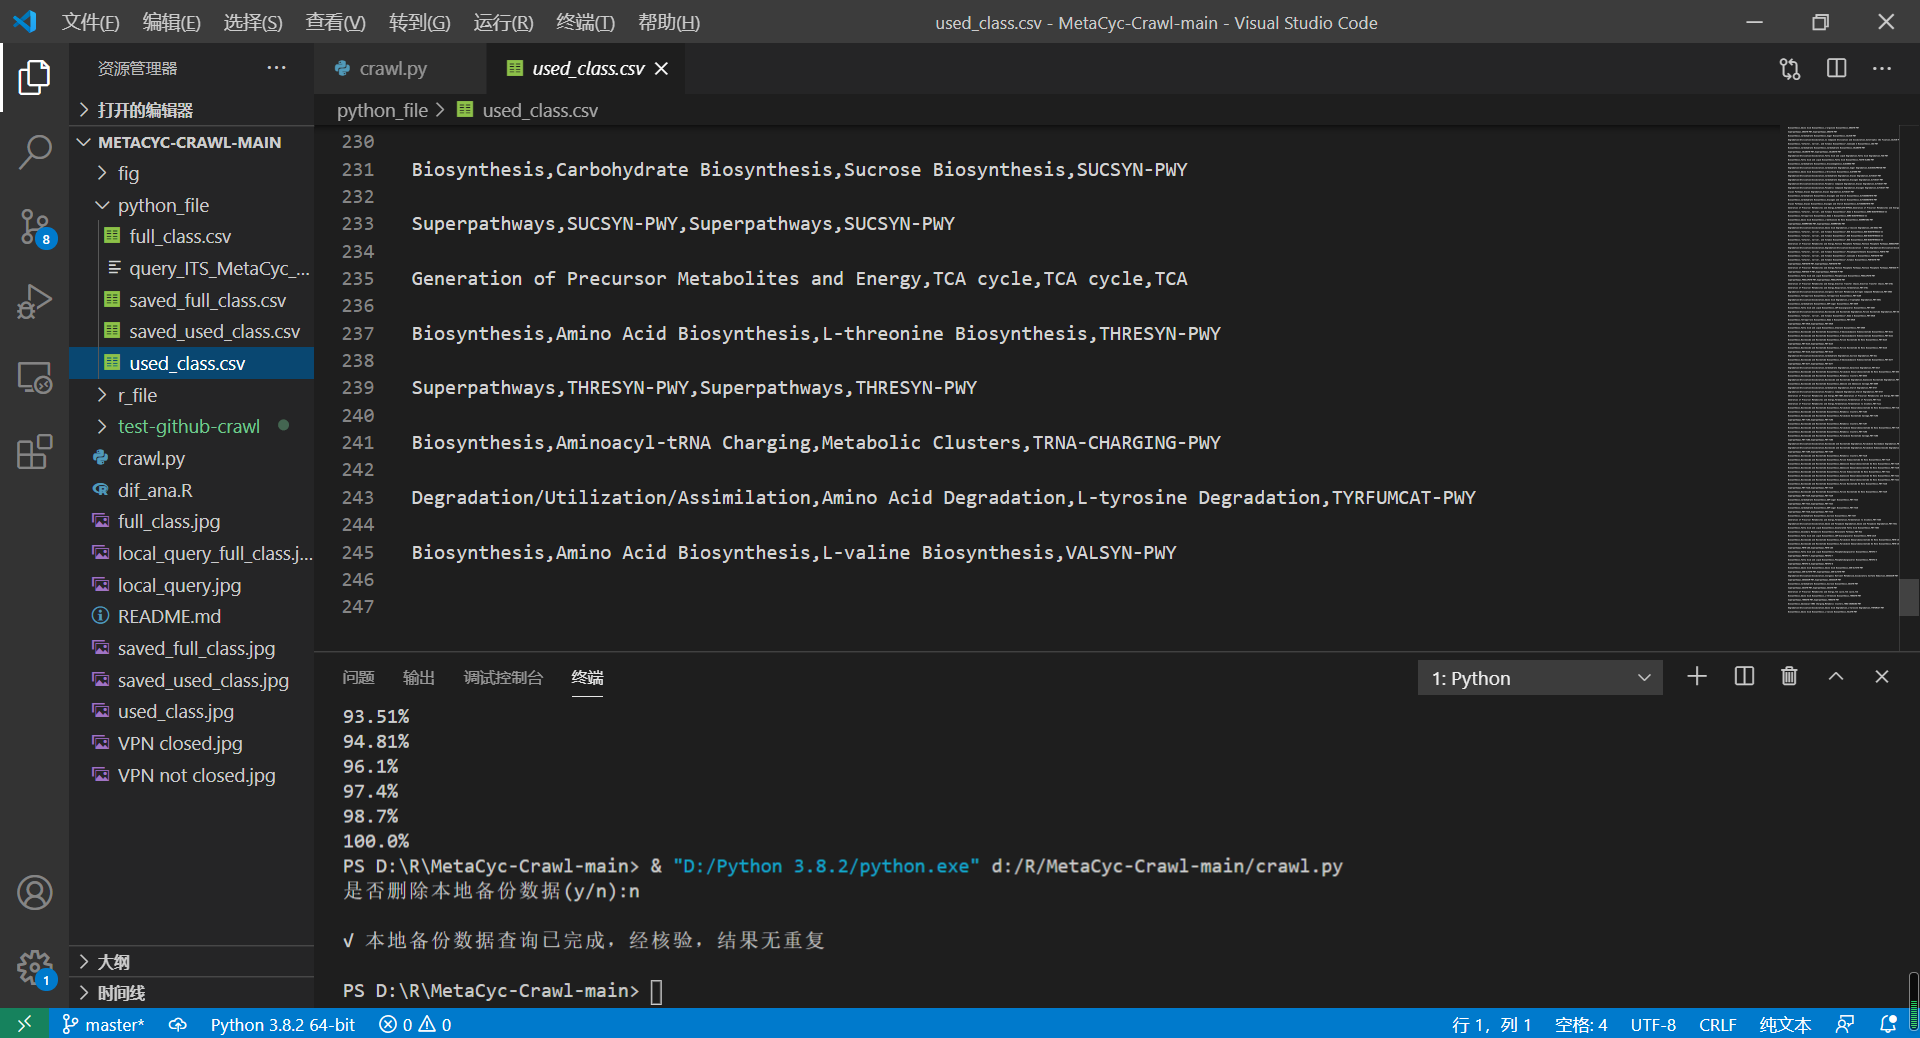 文件(F) 编辑(E) 选择(S) 查看(V) 转到(G) 运行(R) 终端(T) 帮助(H)
used_class.csv - MetaCyc-Crawl-main - Visual Studio Code
资源管理器
打开的编辑器
METACYC-CRAWL-MAIN
fig
python_file
full_class.csv
query_ITS_MetaCyc_...
saved_full_class.csv
saved_used_class.csv
used_class.csv
r_file
test-github-crawl
crawl.py
dif_ana.R
full_class.jpg
local_query_full_class.j...
local_query.jpg
README.md
saved_full_class.jpg
saved_used_class.jpg
used_class.jpg
VPN closed.jpg
VPN not closed.jpg
大纲
时间线
8
1
crawl.py
used_class.csv
python_file > used_class.csv
230
231 Biosynthesis,Carbohydrate Biosynthesis,Sucrose Biosynthesis,SUCSYN-PWY
232
233 Superpathways,SUCSYN-PWY,Superpathways,SUCSYN-PWY
234
235 Generation of Precursor Metabolites and Energy,TCA cycle,TCA cycle,TCA
236
237 Biosynthesis,Amino Acid Biosynthesis,L-threonine Biosynthesis,THRESYN-PWY
238
239 Superpathways,THRESYN-PWY,Superpathways,THRESYN-PWY
240
241 Biosynthesis,Aminoacyl-tRNA Charging,Metabolic Clusters,TRNA-CHARGING-PWY
242
243 Degradation/Utilization/Assimilation,Amino Acid Degradation,L-tyrosine Degradation,TYRFUMCAT-PWY
244
245 Biosynthesis,Amino Acid Biosynthesis,L-valine Biosynthesis,VALSYN-PWY
246
247
问题 输出 调试控制台 终端
1: Python
93.51%
94.81%
96.1%
97.4%
98.7%
100.0%
PS D:\R\MetaCyc-Crawl-main> & "D:/Python 3.8.2/python.exe" d:/R/MetaCyc-Crawl-main/crawl.py
是否删除本地备份数据(y/n):n
√ 本地备份数据查询已完成，经核验，结果无重复
PS D:\R\MetaCyc-Crawl-main>
master* Python 3.8.2 64-bit 0 0
行 1，列 1 空格: 4 UTF-8 CRLF 纯文本